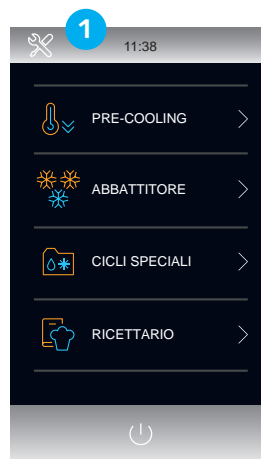 1
11:38
PRE-COOLING
ABBATTITORE
CICLI SPECIALI
RICETTARIO